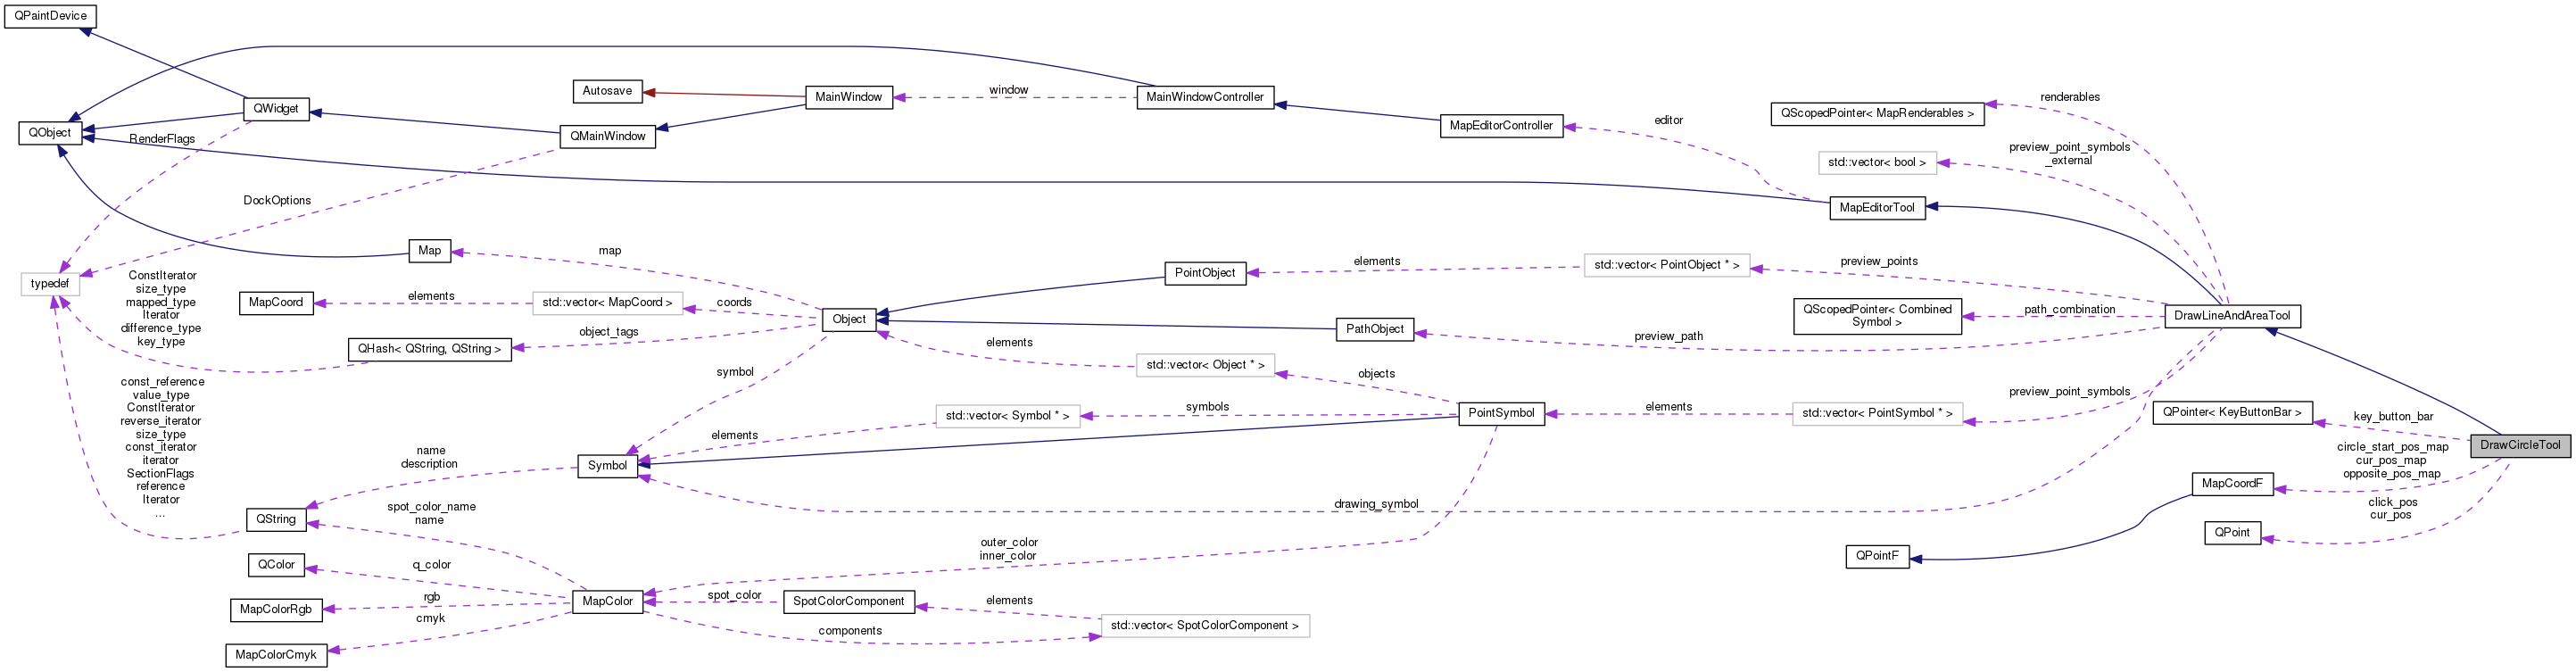 QPaintDevice
QObject
QWidget
RenderFlags
DockOptions
typedef
Autosave
QMainWindow
MainWindow
window
MainWindowController
MapEditorController
editor
QScopedPointer< MapRenderables >
renderables
std::vector< bool >
preview_point_symbols
_external
MapEditorTool
Map
map
MapCoord
elements
std::vector< MapCoord >
coords
object_tags
QHash< QString, QString >
ConstIterator
size_type
mapped_type
Iterator
difference_type
key_type
Object
PointObject
elements
std::vector< PointObject * >
preview_points
PathObject
QScopedPointer< Combined
Symbol >
path_combination
preview_path
DrawLineAndAreaTool
symbol
elements
std::vector< Object * >
objects
const_reference
value_type
ConstIterator
reverse_iterator
size_type
const_iterator
iterator
SectionFlags
reference
Iterator
...
name
description
Symbol
elements
std::vector< Symbol * >
symbols
PointSymbol
elements
std::vector< PointSymbol * >
preview_point_symbols
QPointer< KeyButtonBar >
key_button_bar
DrawCircleTool
circle_start_pos_map
cur_pos_map
opposite_pos_map
MapCoordF
click_pos
cur_pos
QPoint
QPointF
drawing_symbol
QString
spot_color_name
name
outer_color
inner_color
QColor
q_color
MapColorRgb
rgb
cmyk
MapColorCmyk
MapColor
spot_color
SpotColorComponent
elements
components
std::vector< SpotColorComponent >